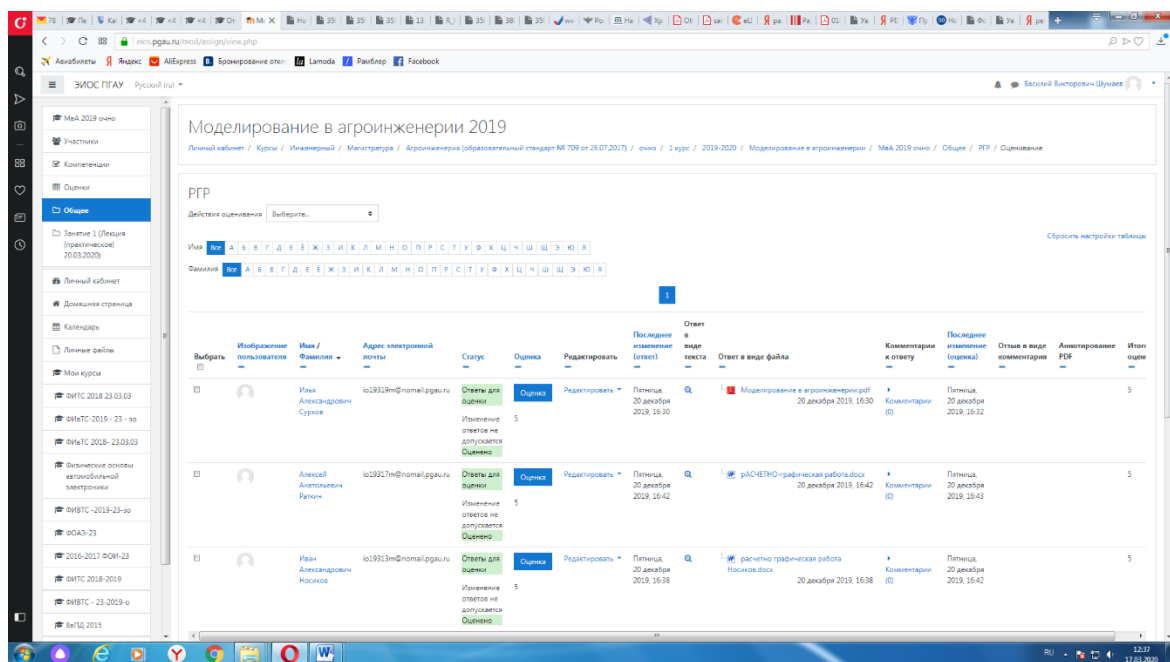 eios.pgau.ru/mod/assign/view.php
Авиабилеты Яндекс AliExpress Бронирование отел Lamoda Рамблер Facebook
ЭИОС ПГАУ Русский (ru)
Василий Викторович Шумаев
МвА 2019 очно
Участники
Компетенции
Оценки
Общее
Занятие 1 (Лекция
(практическое)
20.03.2020)
Личный кабинет
Домашняя страница
Календарь
Личные файлы
Мои курсы
ФИТС 2018 23.03.03
ФИвТС-2019 - 23 - зо
ФИвТС 2018- 23.03.03
Физические основы
автомобильной
электроники
ФИВТС -2019-23-зо
ФОАЭ-23
2016-2017 ФОИ-23
ФИТС 2018-2019
ФИВТС - 23-2019-о
ВвПД 2015
Моделирование в агроинженерии 2019
Личный кабинет / Курсы / Инженерный / Магистратура / Агроинженерия (образовательный стандарт № 709 от 26.07.2017) / очно / 1 курс / 2019-2020 / Моделирование в агроинженерии / МвА 2019 очно / Общее / РГР / Оценивание
РГР
Действия оценивания Выберите...
Сбросить настройки таблицы
Имя Все А Б В Г Д Е Ё Ж З И К Л М Н О П Р С Т У Ф Х Ц Ч Ш Щ Э Ю Я
Фамилия Все А Б В Г Д Е Ё Ж З И К Л М Н О П Р С Т У Ф Х Ц Ч Ш Щ Э Ю Я
1
Выбрать
Изображение
пользователя
Имя /
Фамилия
Адрес электронной
почты
Статус
Оценка
Редактировать
Последнее
изменение
(ответ)
Ответ
в
виде
текста
Ответ в виде файла
Комментарии
к ответу
Последнее
изменение
(оценка)
Отзыв в виде
комментария
Аннотирование
PDF
Итого
оцен
Илья
Александрович
Сурков
io19319m@nomail.pgau.ru
Ответы для
оценки
Изменение
ответов не
допускается
Оценено
Оценка
5
Редактировать
Пятница,
20 декабря
2019, 16:30
Моделирование в агроинженерии.pdf
20 декабря 2019, 16:30
Комментарии
(0)
Пятница,
20 декабря
2019, 16:32
5
Алексей
Анатольевич
Раткин
io19317m@nomail.pgau.ru
Ответы для
оценки
Изменение
ответов не
допускается
Оценено
Оценка
5
Редактировать
Пятница,
20 декабря
2019, 16:42
рАСЧЕТНО-графическая работа.docx
20 декабря 2019, 16:42
Комментарии
(0)
Пятница,
20 декабря
2019, 16:43
5
Иван
Александрович
Носиков
io19313m@nomail.pgau.ru
Ответы для
оценки
Изменение
ответов не
допускается
Оценено
Оценка
5
Редактировать
Пятница,
20 декабря
2019, 16:38
расчетно графическая работа
Носиков.docx
20 декабря 2019, 16:38
Комментарии
(0)
Пятница,
20 декабря
2019, 16:42
5
RU
12:37
17.03.2020